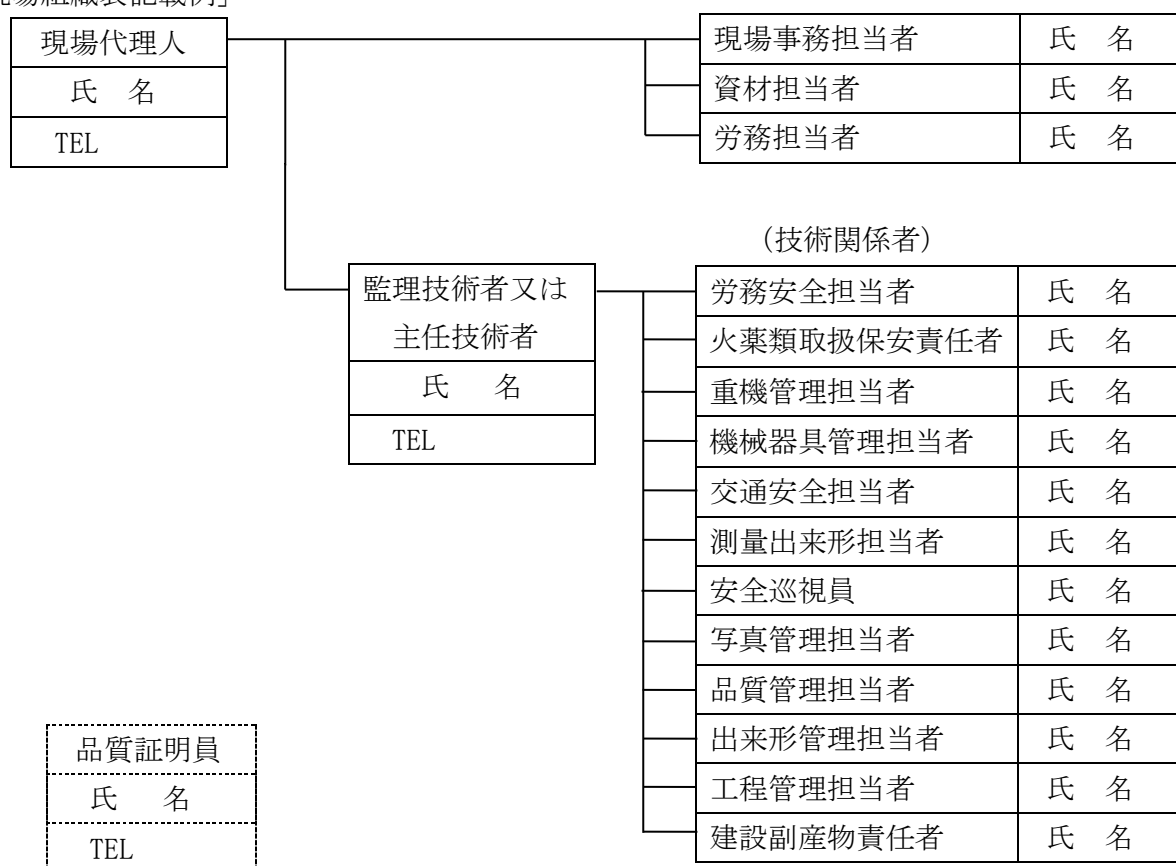 現場組織表記載例」
現場代理人
氏 名
TEL
現場事務担当者 氏 名
資材担当者 氏 名
労務担当者 氏 名
(技術関係者)
監理技術者又は
主任技術者
氏 名
TEL
労務安全担当者 氏 名
火薬類取扱保安責任者 氏 名
重機管理担当者 氏 名
機械器具管理担当者 氏 名
交通安全担当者 氏 名
測量出来形担当者 氏 名
安全巡視員 氏 名
写真管理担当者 氏 名
品質管理担当者 氏 名
出来形管理担当者 氏 名
工程管理担当者 氏 名
建設副産物責任者 氏 名
品質証明員
氏 名
TEL